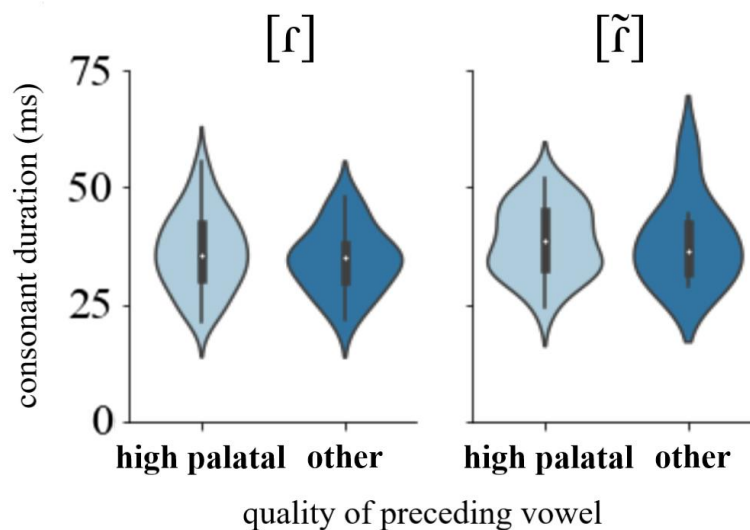 [ɾ] [ɾ̃]
consonant duration (ms)
75
50
25
0
high palatal other high palatal other
quality of preceding vowel